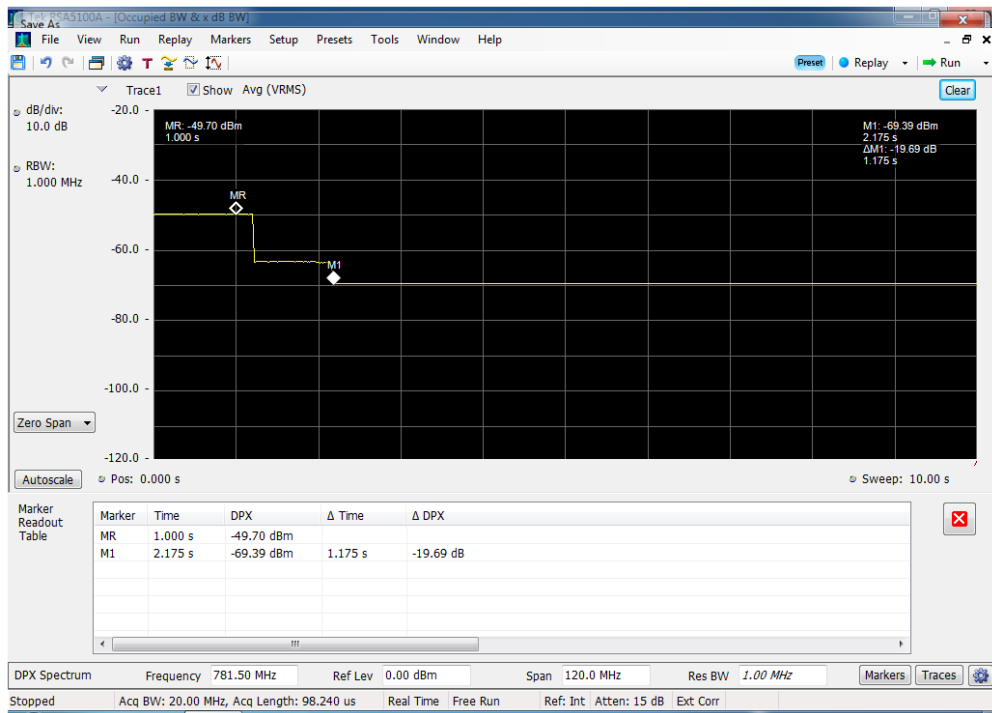 Tek RSA5100A - [Occupied BW & x dB BW]
Save As
File View Run Replay Markers Setup Presets Tools Window Help
T Preset Replay Run
Trace1 Show Avg (VRMS) Clear
dB/div:
10.0 dB
RBW:
1.000 MHz
-20.0
-40.0
-60.0
-80.0
-100.0
-120.0
MR: -49.70 dBm
1.000 s
M1: -69.39 dBm
2.175 s
ΔM1: -19.69 dB
1.175 s
MR
M1
Zero Span
Autoscale Pos: 0.000 s Sweep: 10.00 s
Marker
Readout
Table
Marker Time DPX Δ Time Δ DPX
MR 1.000 s -49.70 dBm
M1 2.175 s -69.39 dBm 1.175 s -19.69 dB
DPX Spectrum Frequency 781.50 MHz Ref Lev 0.00 dBm Span 120.0 MHz Res BW 1.00 MHz Markers Traces
Stopped Acq BW: 20.00 MHz, Acq Length: 98.240 us Real Time Free Run Ref: Int Atten: 15 dB Ext Corr